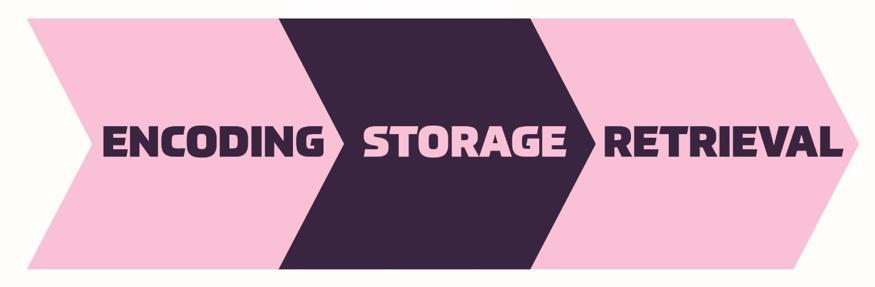 ENCODING STORAGE RETRIEVAL